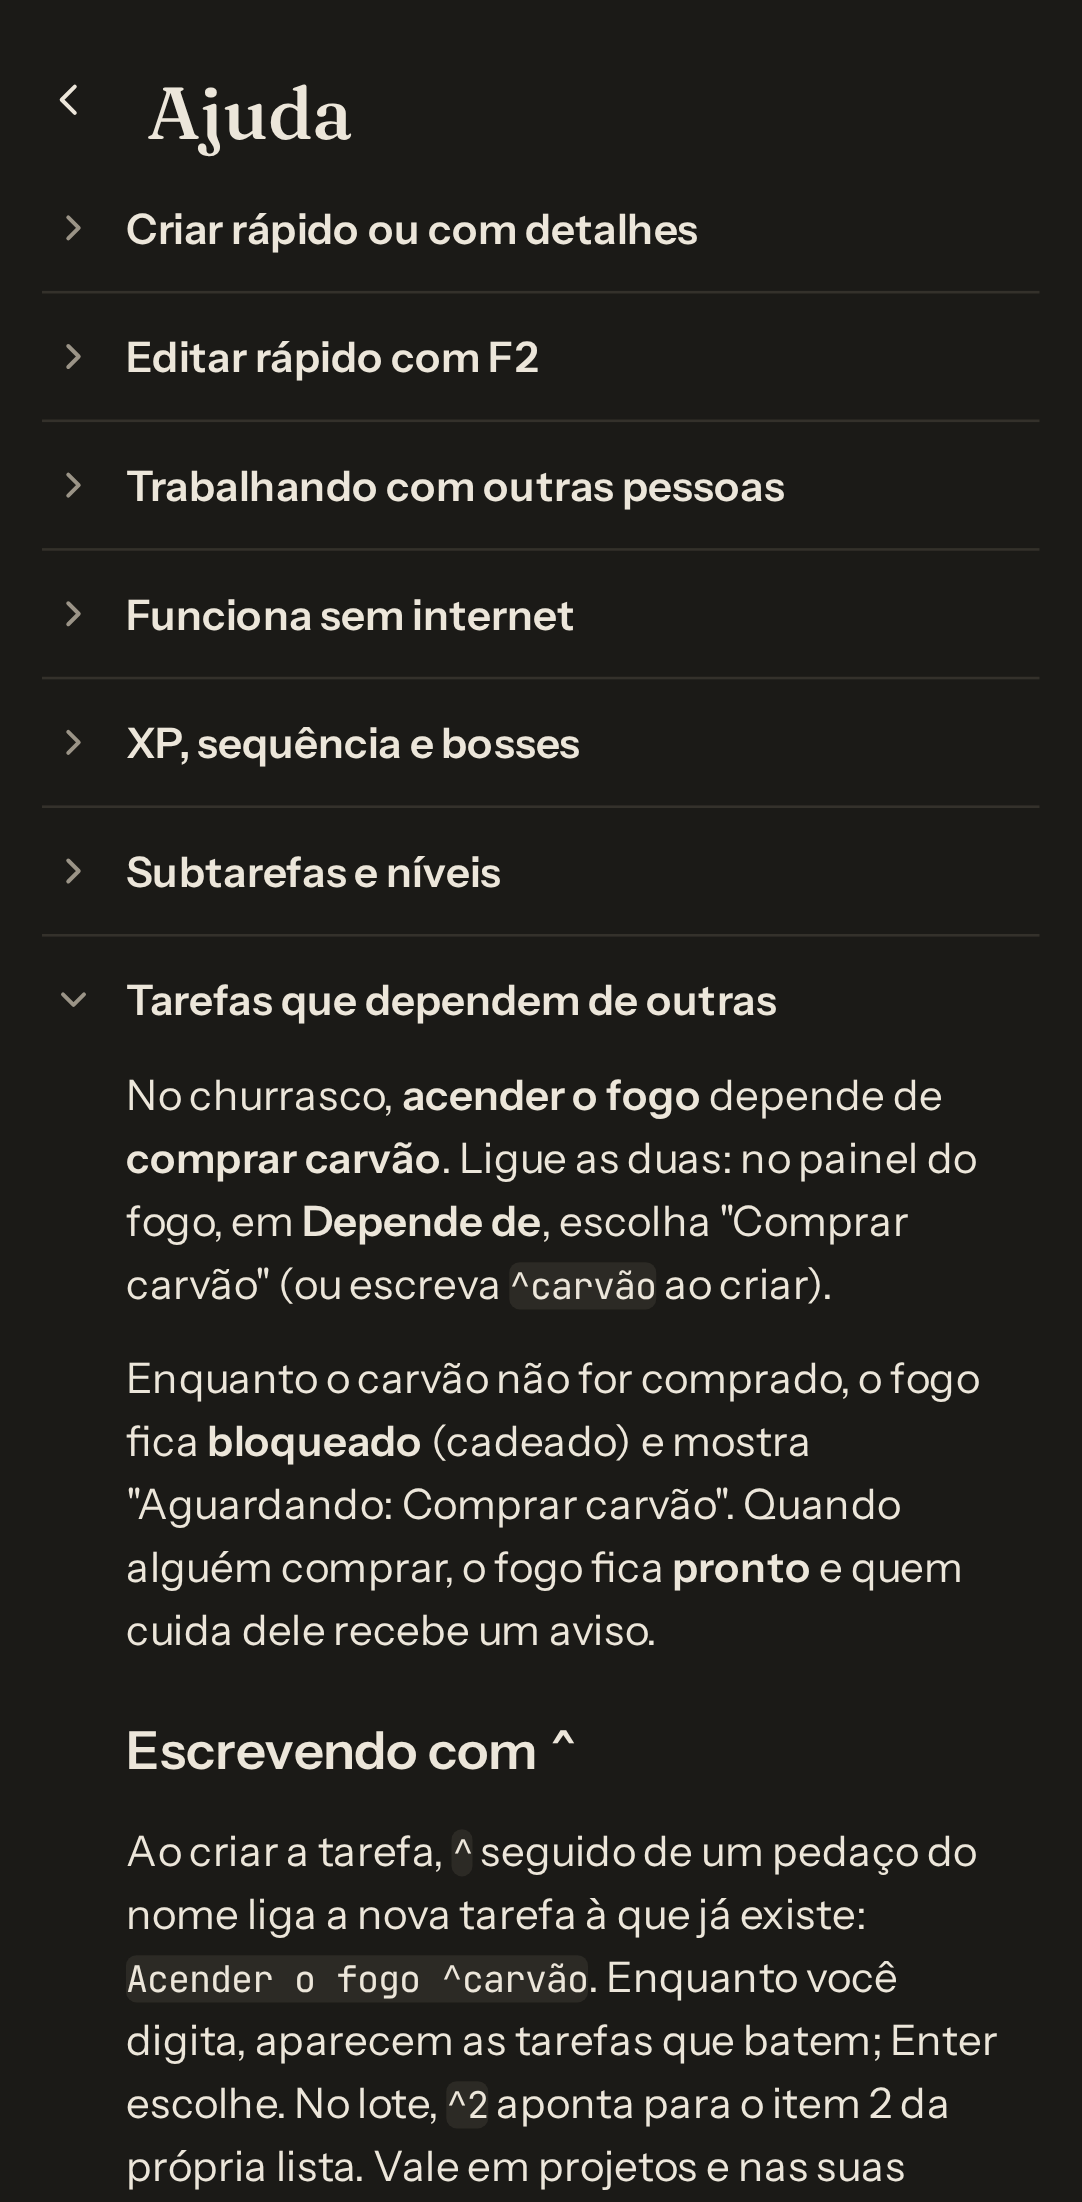 Ajuda
Criar rápido ou com detalhes
Editar rápido com F2
Trabalhando com outras pessoas
Funciona sem internet
XP, sequência e bosses
Subtarefas e níveis
Tarefas que dependem de outras
No churrasco, acender o fogo depende de
comprar carvão. Ligue as duas: no painel do
fogo, em Depende de, escolha "Comprar
carvão" (ou escreva ^carvão ao criar).
Enquanto o carvão não for comprado, o fogo
fica bloqueado (cadeado) e mostra
"Aguardando: Comprar carvão". Quando
alguém comprar, o fogo fica pronto e quem
cuida dele recebe um aviso.
Escrevendo com ^
Ao criar a tarefa, ^ seguido de um pedaço do
nome liga a nova tarefa à que já existe:
Acender o fogo ^carvão. Enquanto você
digita, aparecem as tarefas que batem; Enter
escolhe. No lote, ^2 aponta para o item 2 da
própria lista. Vale em projetos e nas suas